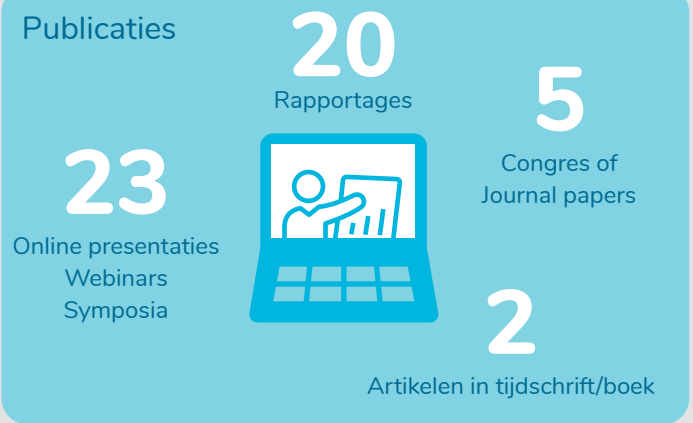 Publicaties
20
Rapportages
5
Congres of
Journal papers
23
Online presentaties
Webinars
Symposia
2
Artikelen in tijdschrift/boek